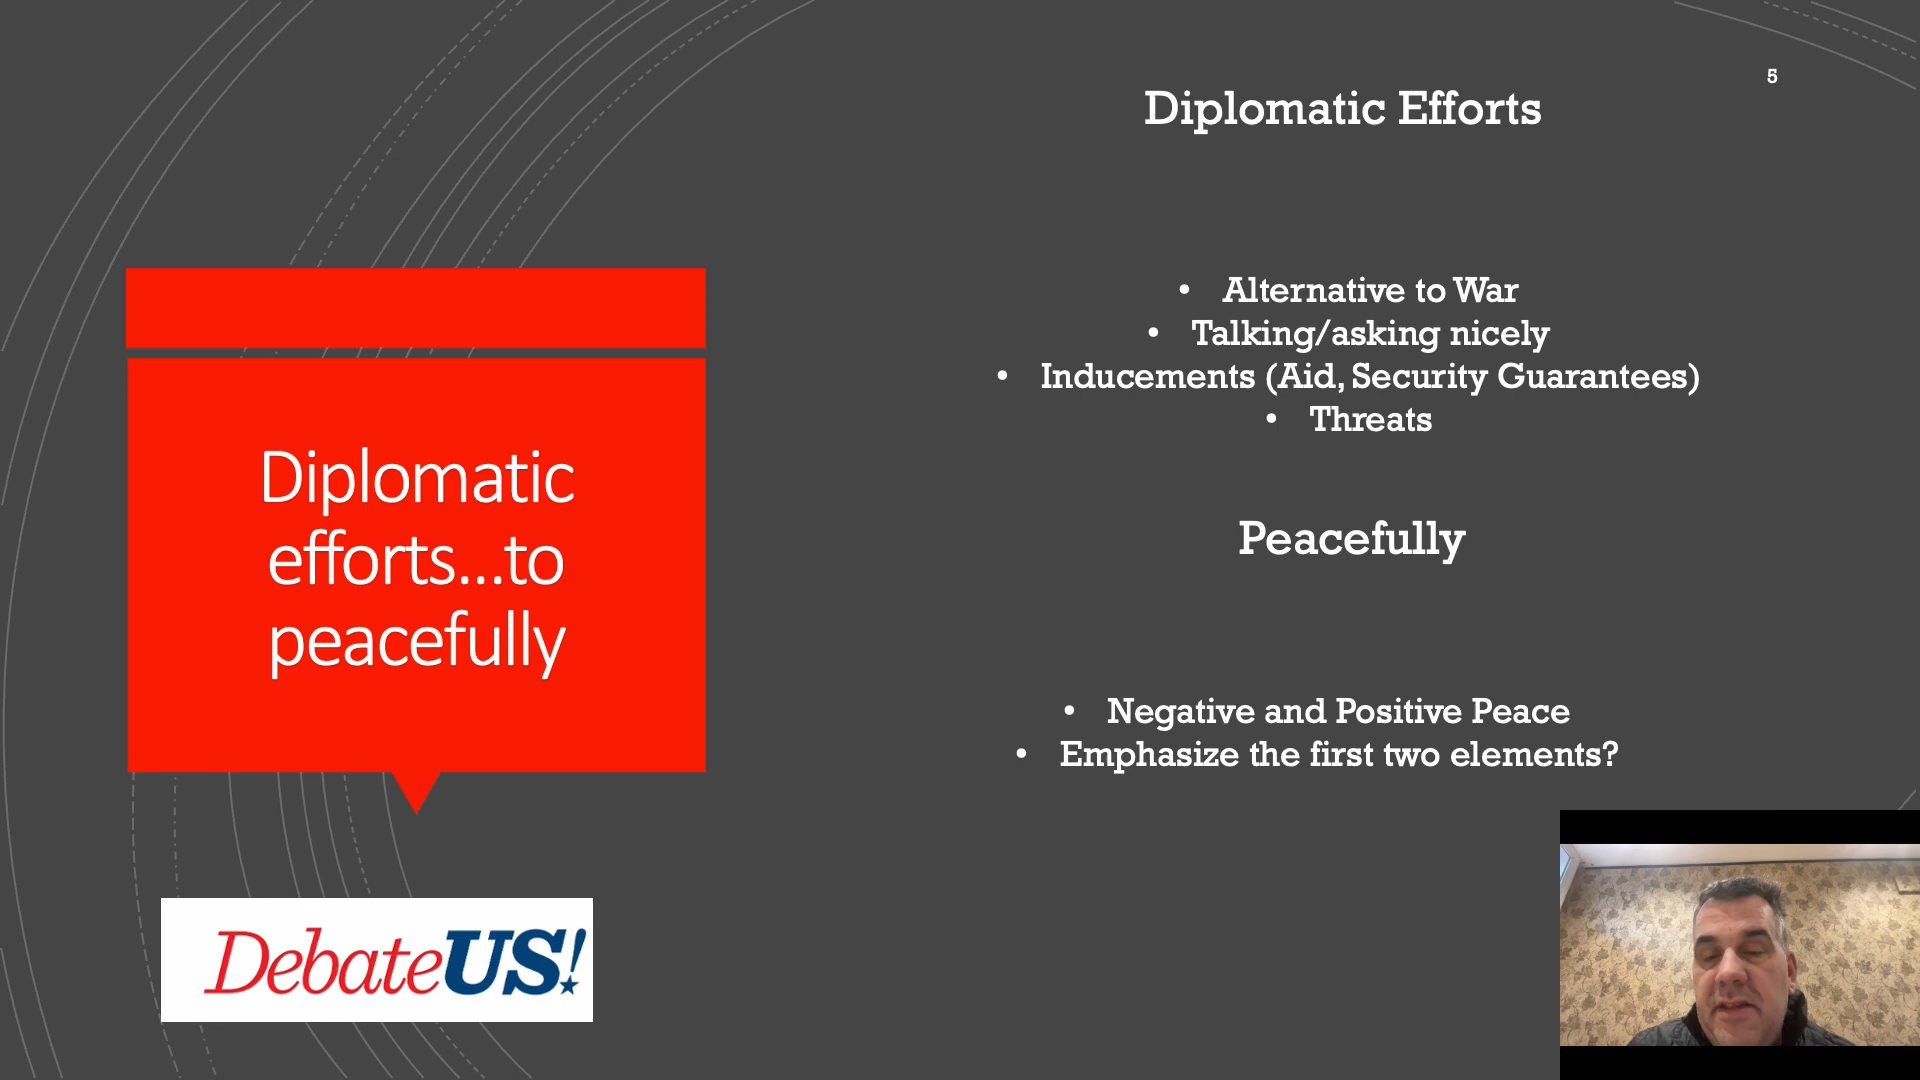 5
Diplomatic Efforts
• Alternative to War
• Talking/asking nicely
• Inducements (Aid, Security Guarantees)
• Threats
Peacefully
• Negative and Positive Peace
• Emphasize the first two elements?
Diplomatic
efforts...to
peacefully
DebateUS!